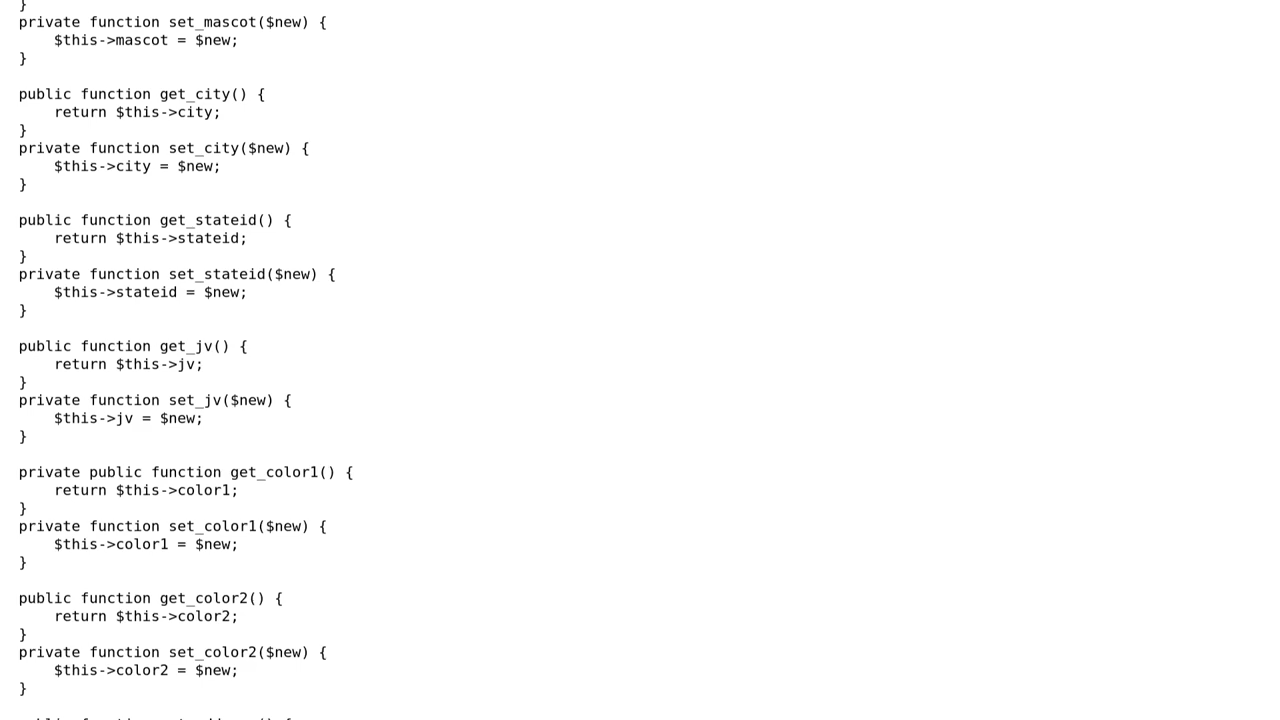 }
private function set_mascot($new) {
    $this->mascot = $new;
}

public function get_city() {
    return $this->city;
}
private function set_city($new) {
    $this->city = $new;
}

public function get_stateid() {
    return $this->stateid;
}
private function set_stateid($new) {
    $this->stateid = $new;
}

public function get_jv() {
    return $this->jv;
}
private function set_jv($new) {
    $this->jv = $new;
}

private public function get_color1() {
    return $this->color1;
}
private function set_color1($new) {
    $this->color1 = $new;
}

public function get_color2() {
    return $this->color2;
}
private function set_color2($new) {
    $this->color2 = $new;
}